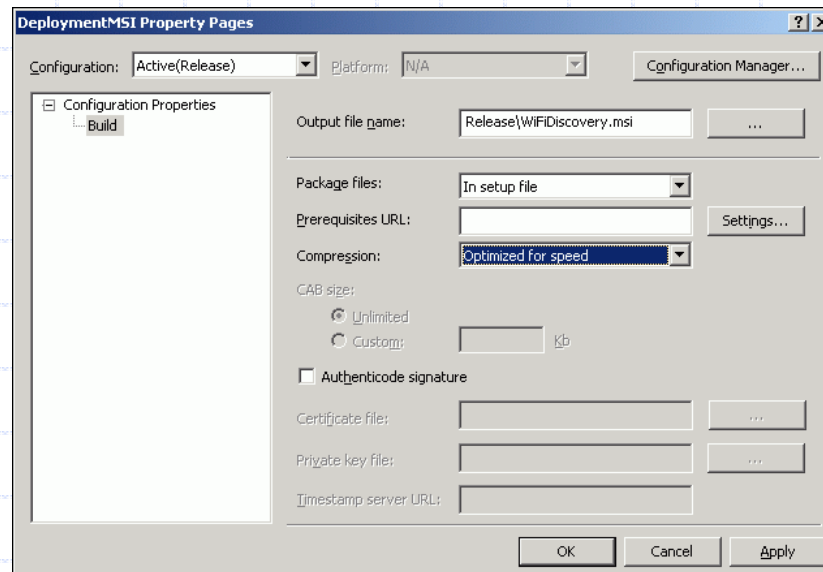 DeploymentMSI Property Pages
Configuration: Active(Release) Platform: N/A Configuration Manager...
Configuration Properties
Build
Output file name: Release\WiFiDiscovery.msi ...
Package files: In setup file
Prerequisites URL: Settings...
Compression: Optimized for speed
CAB size:
Unlimited
Custom: Kb
Authenticode signature
Certificate file: ...
Private key file: ...
Timestamp server URL:
OK Cancel Apply